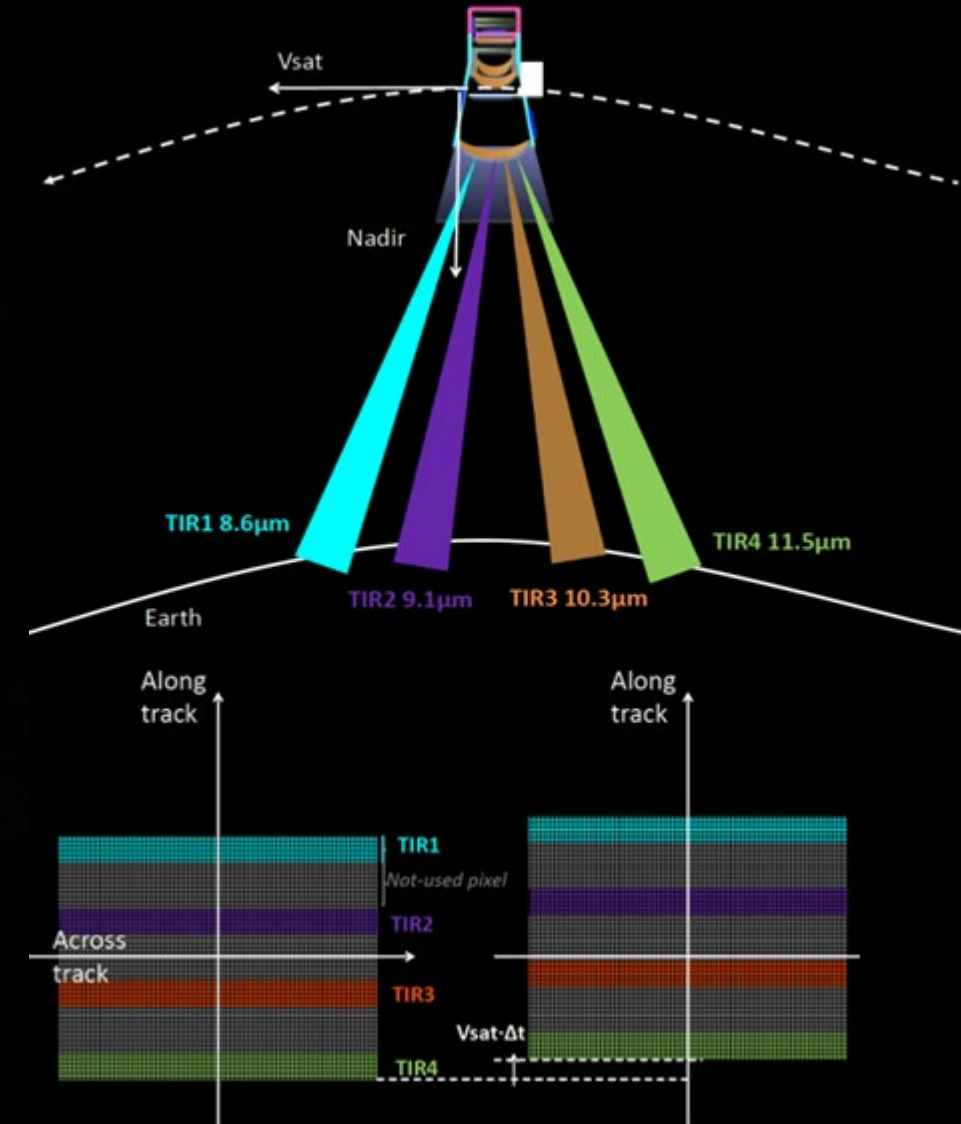 Vsat
Nadir
TIR1 8.6µm
TIR4 11.5µm
TIR2 9.1µm
TIR3 10.3µm
Earth
Along
track
Along
track
TIR1
Not-used pixel
TIR2
Across
track
TIR3
Vsat·Δt
TIR4